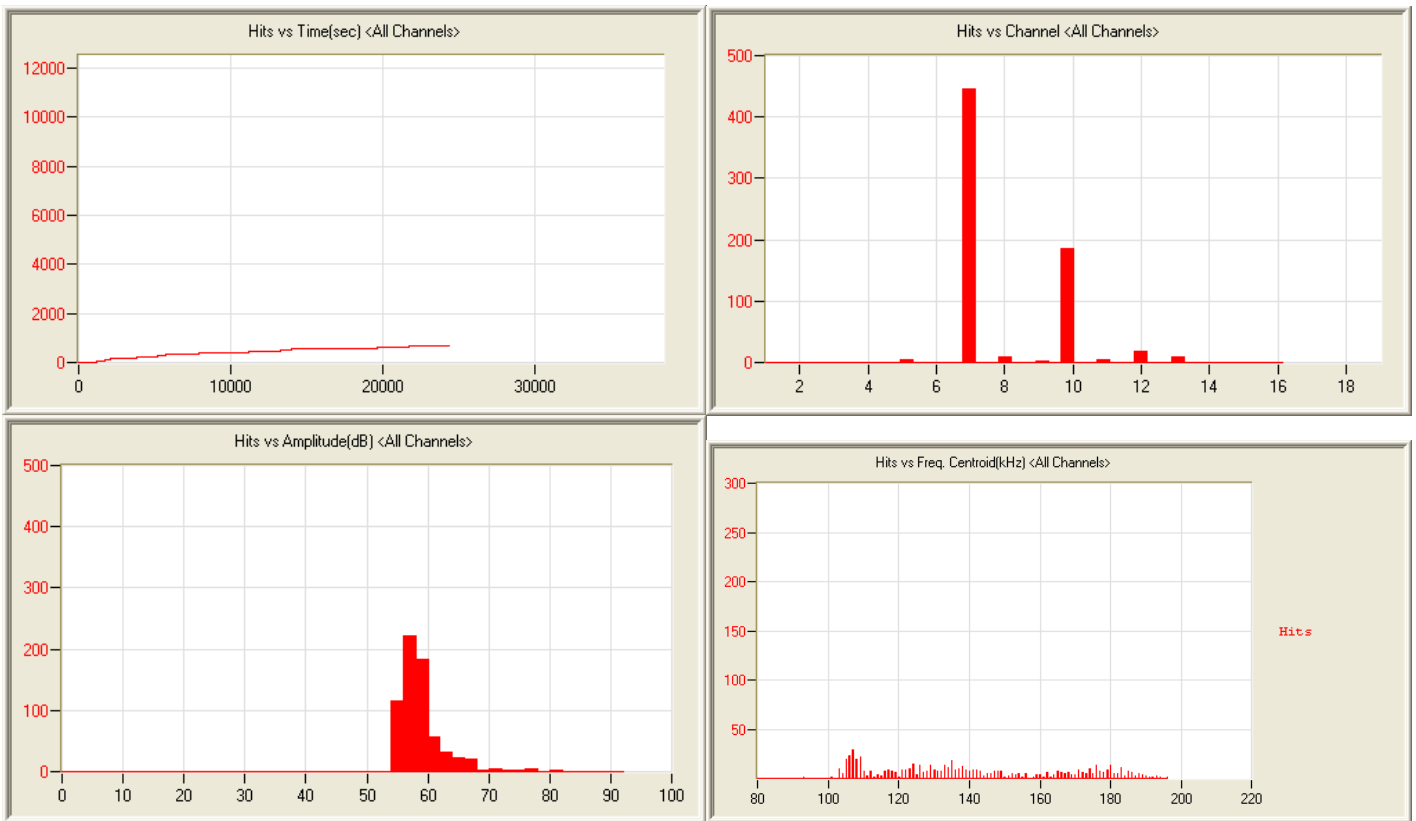 Hits vs Time(sec) <All Channels>
12000
10000
8000
6000
4000
2000
0
0 10000 20000 30000
Hits vs Channel <All Channels>
500
400
300
200
100
0
2 4 6 8 10 12 14 16 18
Hits vs Amplitude(dB) <All Channels>
500
400
300
200
100
0
0 10 20 30 40 50 60 70 80 90 100
Hits vs Freq. Centroid(kHz) <All Channels>
300
250
200
150
100
50
80 100 120 140 160 180 200 220
Hits